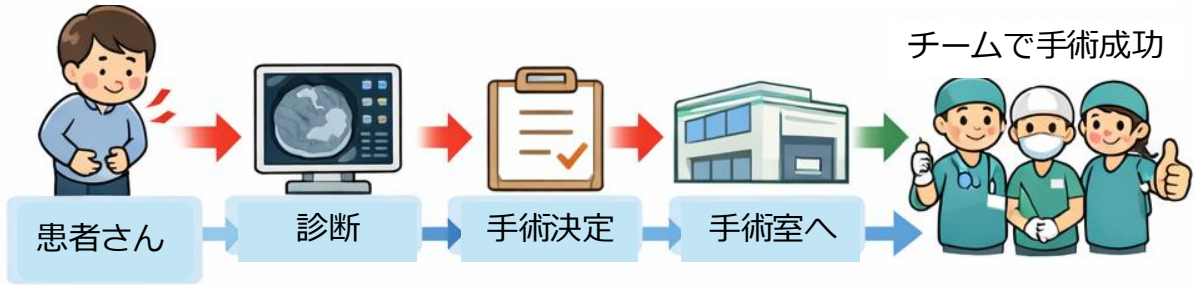 チームで手術成功
患者さん
診断
手術決定
手術室へ